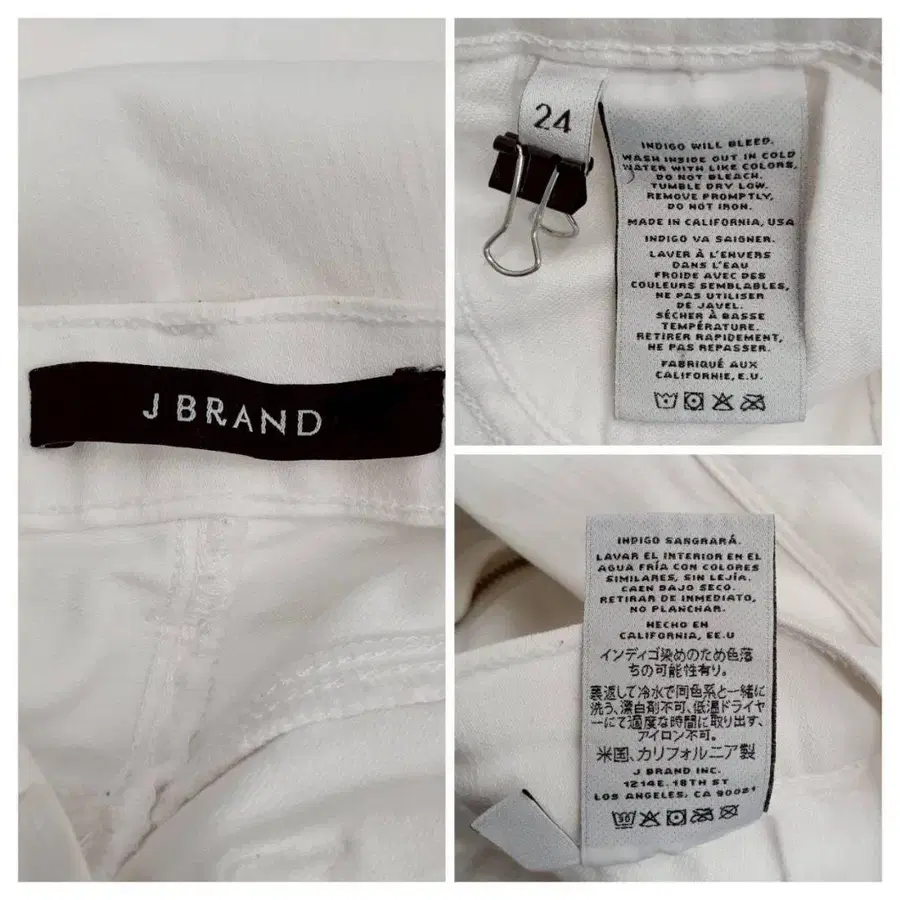 J BRAND
24
INDIGO WILL BLEED.
WASH INSIDE OUT IN COLD
WATER WITH LIKE COLORS,
DO NOT BLEACH.
TUMBLE DRY LOW.
REMOVE PROMPTLY,
DO NOT IRON.
MADE IN CALIFORNIA, USA
INDIGO VA SAIGNER.
LAVER À L'ENVERS
DANS L'EAU
FROIDE AVEC DES
COULEURS SEMBLABLES,
NE PAS UTILISER
DE JAVEL.
SÉCHER À BASSE
TEMPÉRATURE.
RETIRER RAPIDEMENT,
NE PAS REPASSER.
FABRIQUÉ AUX
CALIFORNIE, E.U.
INDIGO SANGRARÁ.
LAVAR EL INTERIOR EN EL
AGUA FRÍA CON COLORES
SIMILARES, SIN LEJÍA.
CAEN BAJO SECO.
RETIRAR DE INMEDIATO,
NO PLANCHAR.
HECHO EN
CALIFORNIA, EE.U
インディゴ染めのため色落
ちの可能性有り。
裏返して冷水で同色系と一緒に
洗う、漂白剤不可、低温ドライヤ
ーにて適度な時間に取り出す、
アイロン不可。
米国、カリフォルニア製
J BRAND INC.
1214 E. 18TH ST
LOS ANGELES, CA 90021